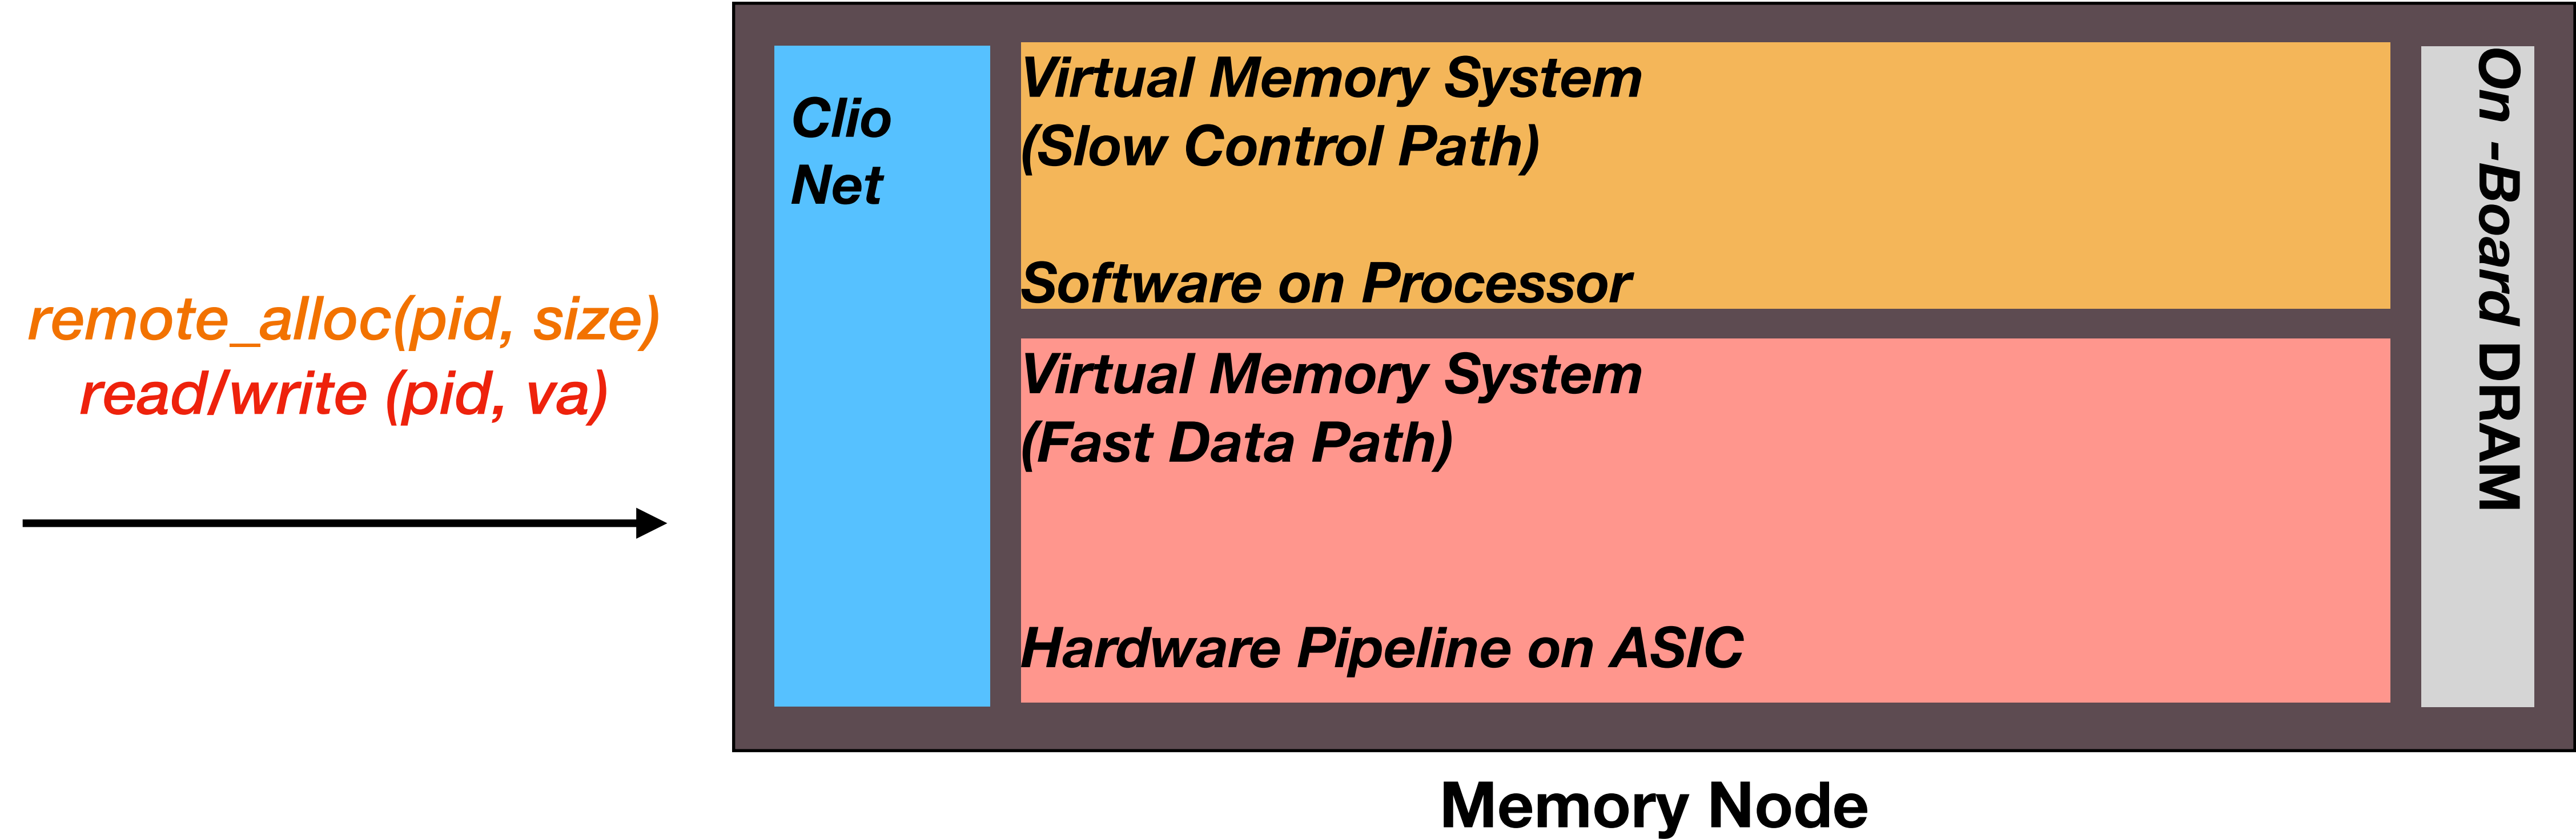 remote_alloc(pid, size)
read/write (pid, va)
Clio
Net
Virtual Memory System
(Slow Control Path)
Software on Processor
Virtual Memory System
(Fast Data Path)
Hardware Pipeline on ASIC
On -Board DRAM
Memory Node